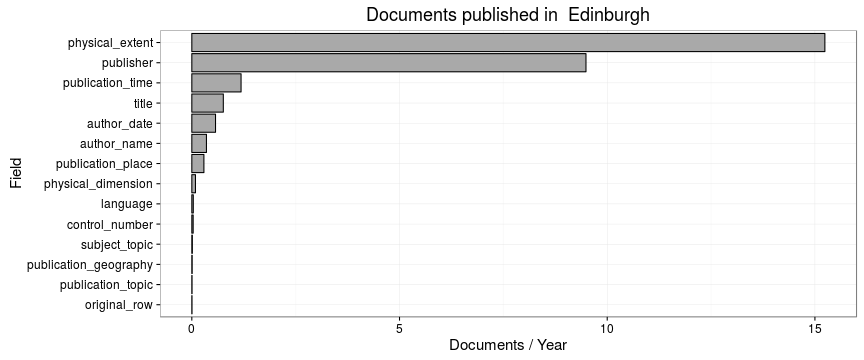 Documents published in  Edinburgh
physical_extent
publisher
publication_time
title
author_date
author_name
publication_place
physical_dimension
language
control_number
subject_topic
publication_geography
publication_topic
original_row
Field
0 5 10 15
Documents / Year